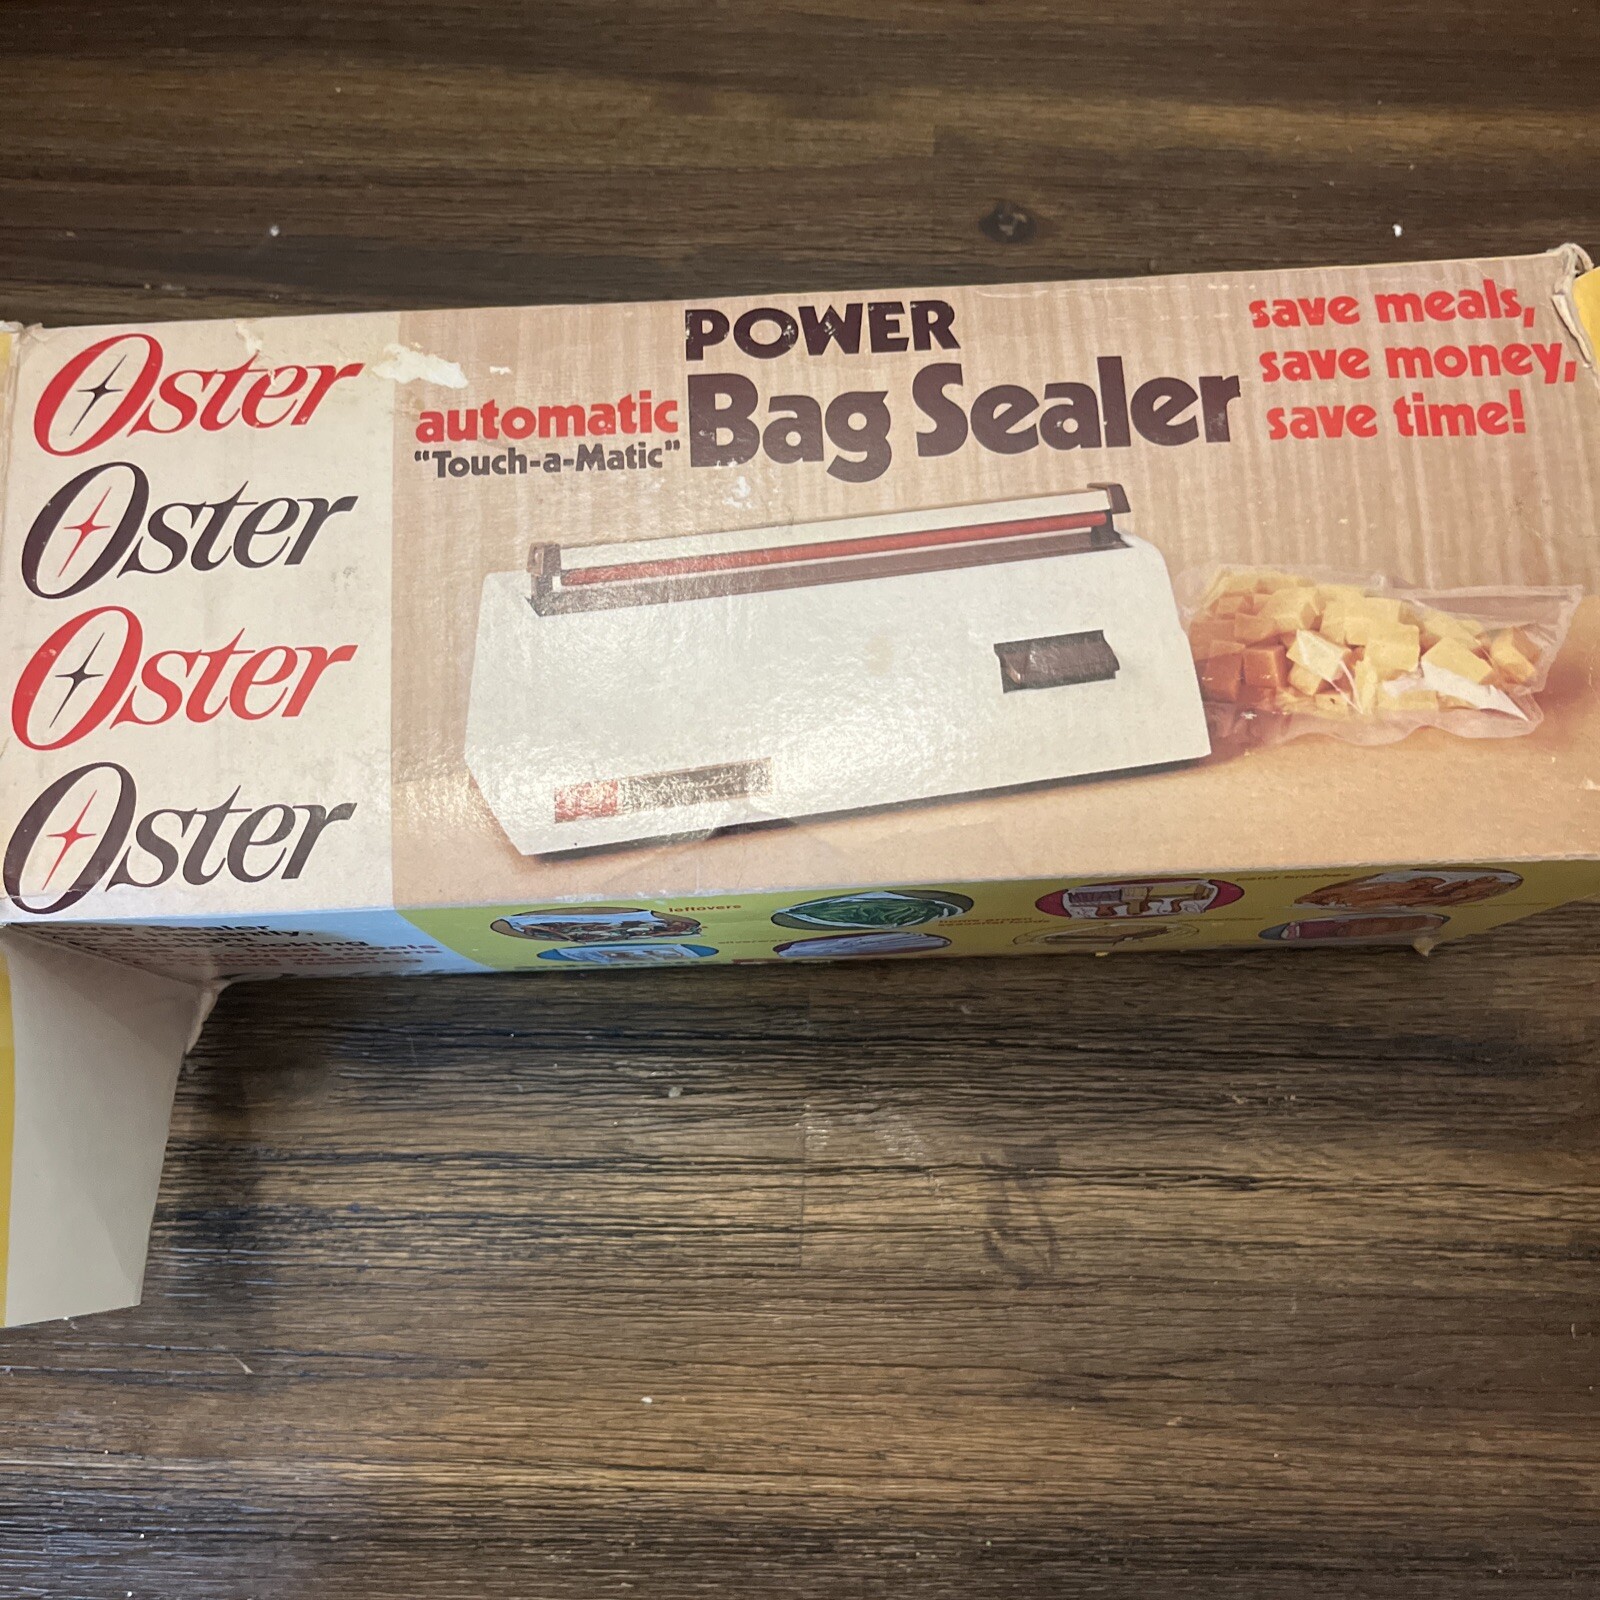 Oster
Oster
Oster
Oster
POWER
automatic
"Touch-a-Matic"
Bag Sealer
save meals,
save money,
save time!
leftovers